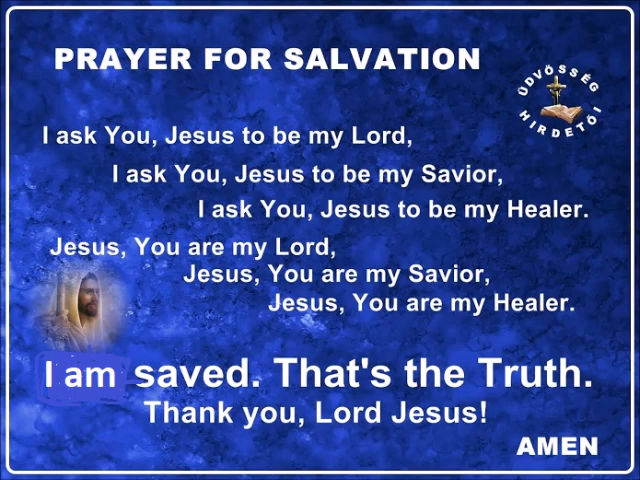 PRAYER FOR SALVATION
ÜDVÖSSÉG
HIRDETŐI
I ask You, Jesus to be my Lord,
I ask You, Jesus to be my Savior,
I ask You, Jesus to be my Healer.
Jesus, You are my Lord,
Jesus, You are my Savior,
Jesus, You are my Healer.
I am saved. That's the Truth.
Thank you, Lord Jesus!
AMEN